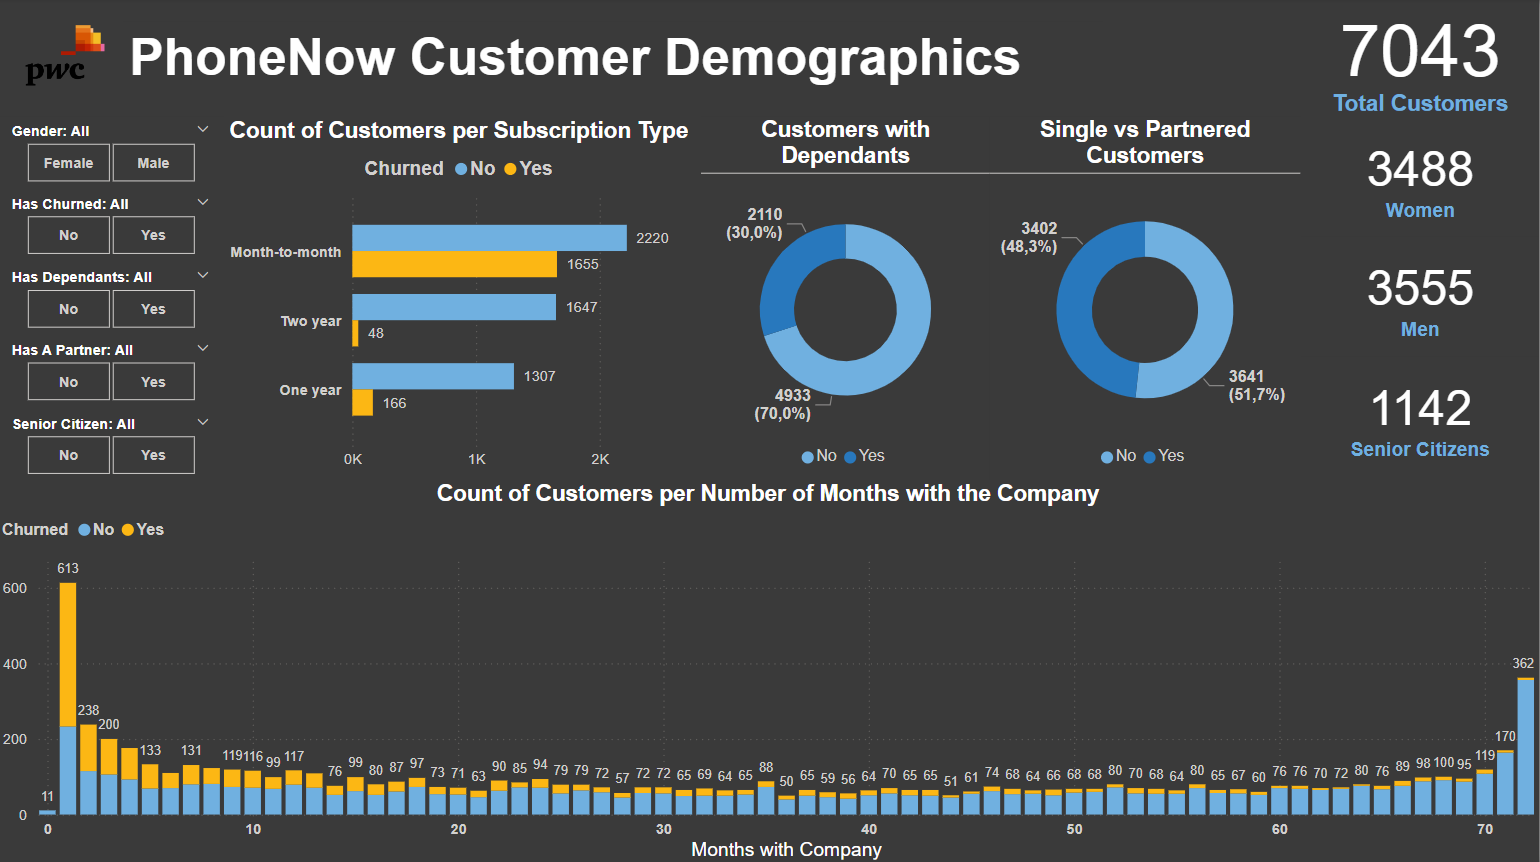 pwc
PhoneNow Customer Demographics
7043
Total Customers
3488
Women
3555
Men
1142
Senior Citizens
Gender: All
Female Male
Has Churned: All
No Yes
Has Dependants: All
No Yes
Has A Partner: All
No Yes
Senior Citizen: All
No Yes
Count of Customers per Subscription Type
Churned No Yes
Month-to-month 2220
1655
Two year 1647
48
One year 1307
166
0K 1K 2K
Customers with
Dependants
2110
(30,0%)
4933
(70,0%)
No Yes
Single vs Partnered
Customers
3402
(48,3%)
3641
(51,7%)
No Yes
Count of Customers per Number of Months with the Company
Churned No Yes
600
400
200
0
11 613 238 200 133 131 119 116 99 117 76 99 80 87 97 73 71 63 90 85 94 79 79 72 57 72 72 65 69 64 65 88 50 65 59 56 64 70 65 65 51 61 74 68 64 66 68 68 80 70 68 64 80 65 67 60 76 76 70 72 80 76 89 98 100 95 119 170 362
0 10 20 30 40 50 60 70
Months with Company